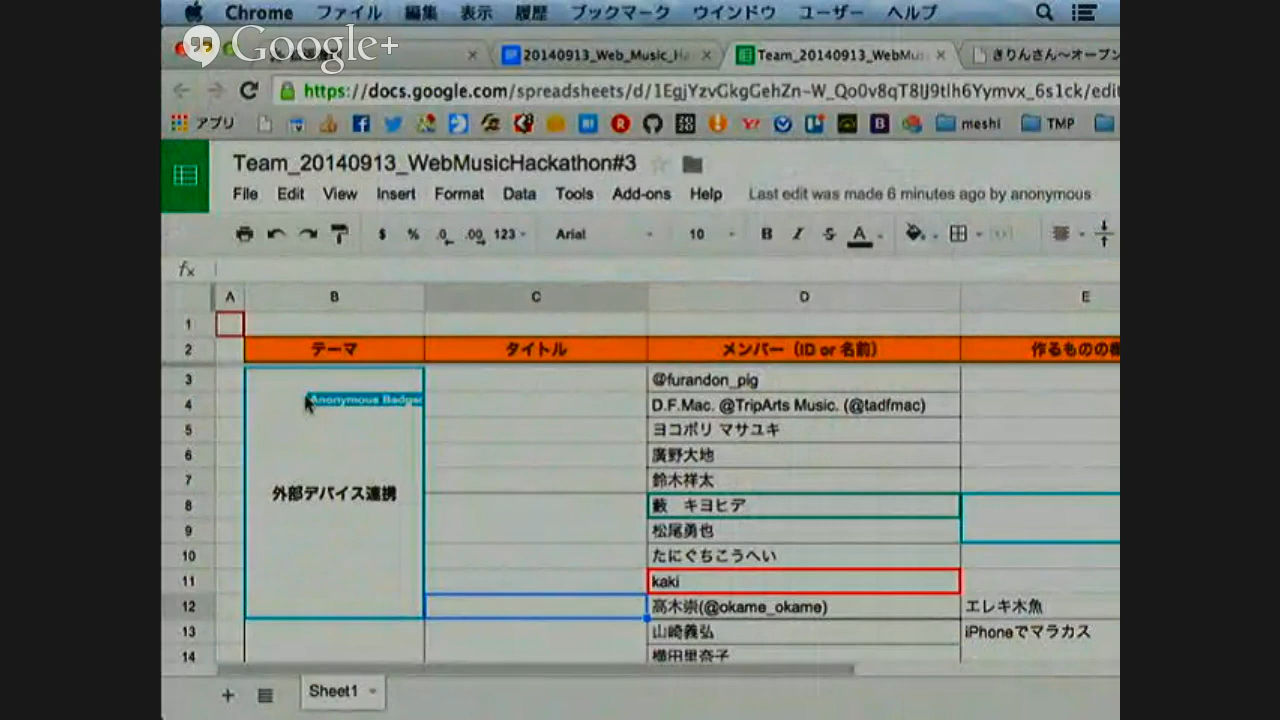 Chrome ファイル 編集 表示 履歴 ブックマーク ウインドウ ユーザー ヘルプ
Google+
20140913_Web_Music_Ha
Team_20140913_WebMus
きりんさん〜オープン
https://docs.google.com/spreadsheets/d/
アプリ
meshi
TMP
Team_20140913_WebMusicHackathon#3
File Edit View Insert Format Data Tools Add-ons Help Last edit was made 6 minutes ago by anonymous
$ % .0 .00 123 Arial 10 B I S A
fx
A B C D E
1
2 テーマ タイトル メンバー（ID or 名前） 作るものの概
3 @furandon_pig
Anonymous Badger
4 D.F.Mac. @TripArts Music. (@tadfmac)
5 ヨコボリ マサユキ
6 廣野大地
7 鈴木祥太
外部デバイス連携
8 藪 キヨヒデ
9 松尾勇也
10 たにぐちこうへい
11 kaki
12 高木崇(@okame_okame) エレキ木魚
13 山崎義弘 iPhoneでマラカス
14 横田里奈子
+ Sheet1